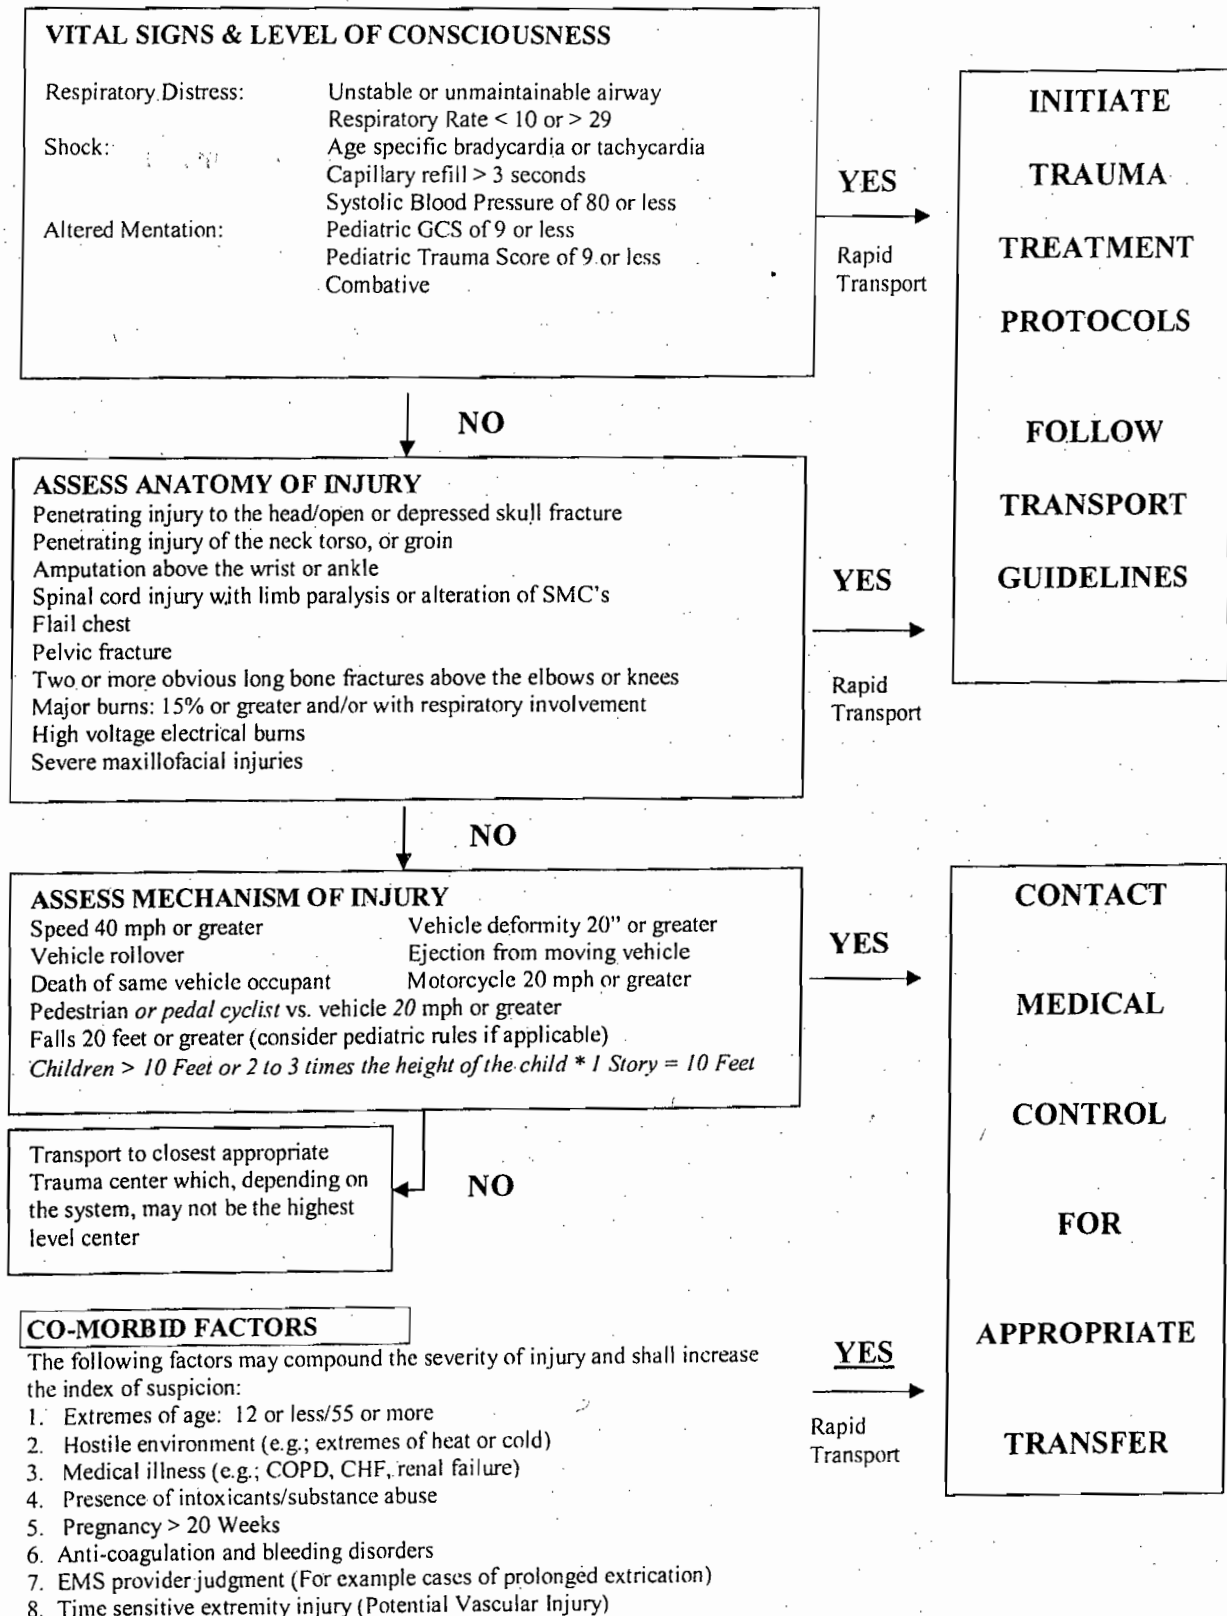 VITAL SIGNS & LEVEL OF CONSCIOUSNESS
Respiratory Distress: Unstable or unmaintainable airway
Respiratory Rate < 10 or > 29
Shock: Age specific bradycardia or tachycardia
Capillary refill > 3 seconds
Systolic Blood Pressure of 80 or less
Altered Mentation: Pediatric GCS of 9 or less
Pediatric Trauma Score of 9 or less
Combative
YES
Rapid
Transport
INITIATE
TRAUMA
TREATMENT
PROTOCOLS
FOLLOW
TRANSPORT
GUIDELINES
NO
ASSESS ANATOMY OF INJURY
Penetrating injury to the head/open or depressed skull fracture
Penetrating injury of the neck torso, or groin
Amputation above the wrist or ankle
Spinal cord injury with limb paralysis or alteration of SMC's
Flail chest
Pelvic fracture
Two or more obvious long bone fractures above the elbows or knees
Major burns: 15% or greater and/or with respiratory involvement
High voltage electrical burns
Severe maxillofacial injuries
YES
Rapid
Transport
NO
ASSESS MECHANISM OF INJURY
Speed 40 mph or greater Vehicle deformity 20" or greater
Vehicle rollover Ejection from moving vehicle
Death of same vehicle occupant Motorcycle 20 mph or greater
Pedestrian or pedal cyclist vs. vehicle 20 mph or greater
Falls 20 feet or greater (consider pediatric rules if applicable)
Children > 10 Feet or 2 to 3 times the height of the child * 1 Story = 10 Feet
YES
CONTACT
MEDICAL
CONTROL
FOR
APPROPRIATE
TRANSFER
NO
Transport to closest appropriate
Trauma center which, depending on
the system, may not be the highest
level center
CO-MORBID FACTORS
The following factors may compound the severity of injury and shall increase
the index of suspicion:
1. Extremes of age: 12 or less/55 or more
2. Hostile environment (e.g.; extremes of heat or cold)
3. Medical illness (e.g.; COPD, CHF, renal failure)
4. Presence of intoxicants/substance abuse
5. Pregnancy > 20 Weeks
6. Anti-coagulation and bleeding disorders
7. EMS provider judgment (For example cases of prolonged extrication)
8. Time sensitive extremity injury (Potential Vascular Injury)
YES
Rapid
Transport